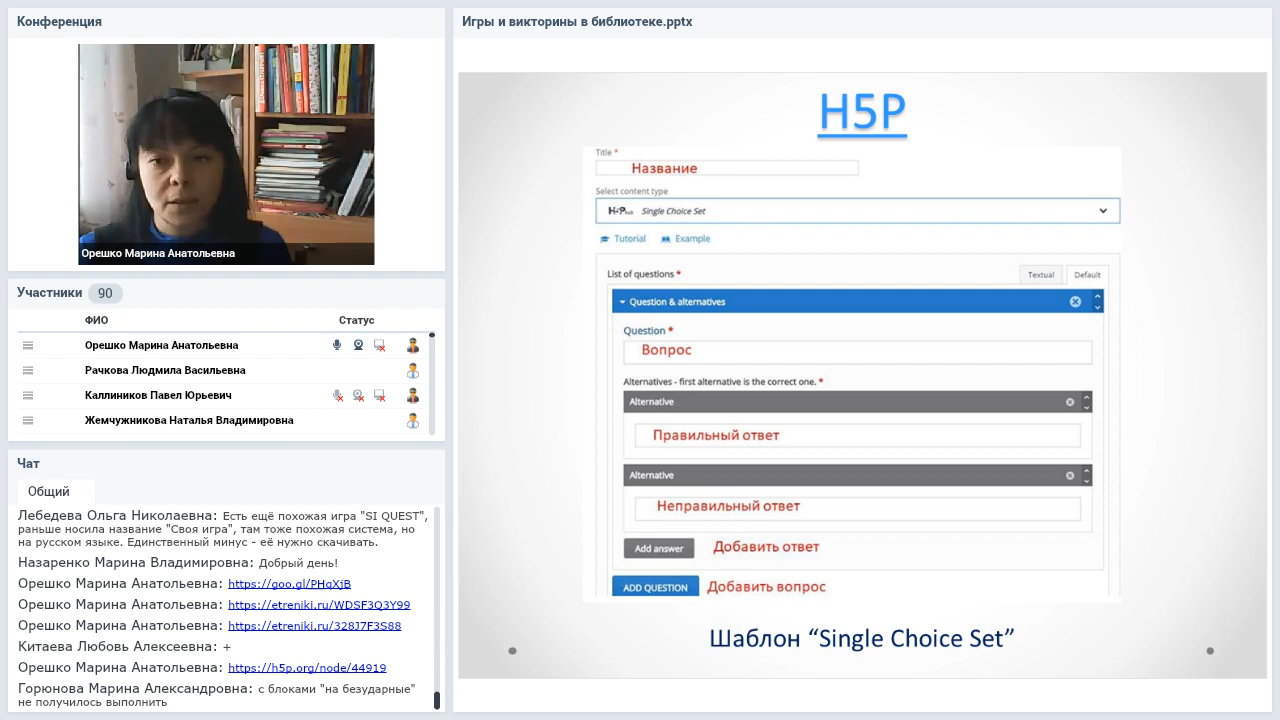 Конференция
Орешко Марина Анатольевна
Участники 90
ФИО Статус
Орешко Марина Анатольевна
Рачкова Людмила Васильевна
Каллиников Павел Юрьевич
Жемчужникова Наталья Владимировна
Чат
Общий
Лебедева Ольга Николаевна: Есть ещё похожая игра "SI QUEST",
раньше носила название "Своя игра", там тоже похожая система, но
на русском языке. Единственный минус - её нужно скачивать.
Назаренко Марина Владимировна: Добрый день!
Орешко Марина Анатольевна: https://goo.gl/PHqXjB
Орешко Марина Анатольевна: https://etreniki.ru/WDSF3Q3Y99
Орешко Марина Анатольевна: https://etreniki.ru/328J7F3S88
Китаева Любовь Алексеевна: +
Орешко Марина Анатольевна: https://h5p.org/node/44919
Горюнова Марина Александровна: с блоками "на безударные"
не получилось выполнить
Игры и викторины в библиотеке.pptx
H5P
Title *
Название
Select content type
H5P Single Choice Set
Tutorial Example
List of questions *
Textual Default
Question & alternatives
Question *
Вопрос
Alternatives - first alternative is the correct one. *
Alternative
Правильный ответ
Alternative
Неправильный ответ
Add answer Добавить ответ
ADD QUESTION Добавить вопрос
Шаблон “Single Choice Set”